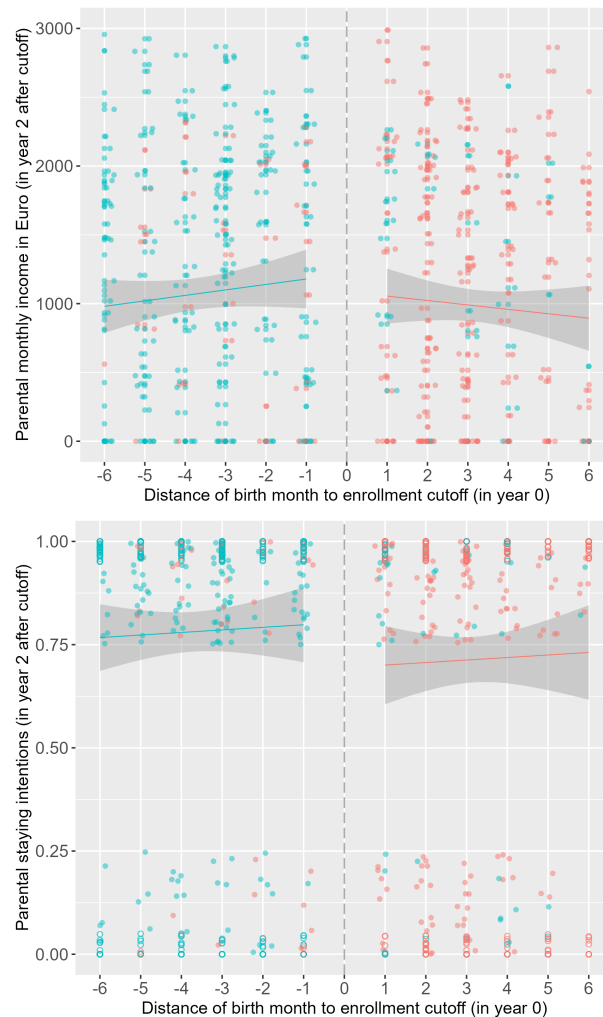 Parental monthly income in Euro (in year 2 after cutoff)
3000
2000
1000
0
-6 -5 -4 -3 -2 -1 0 1 2 3 4 5 6
Distance of birth month to enrollment cutoff (in year 0)
Parental staying intentions (in year 2 after cutoff)
1.00
0.75
0.50
0.25
0.00
-6 -5 -4 -3 -2 -1 0 1 2 3 4 5 6
Distance of birth month to enrollment cutoff (in year 0)